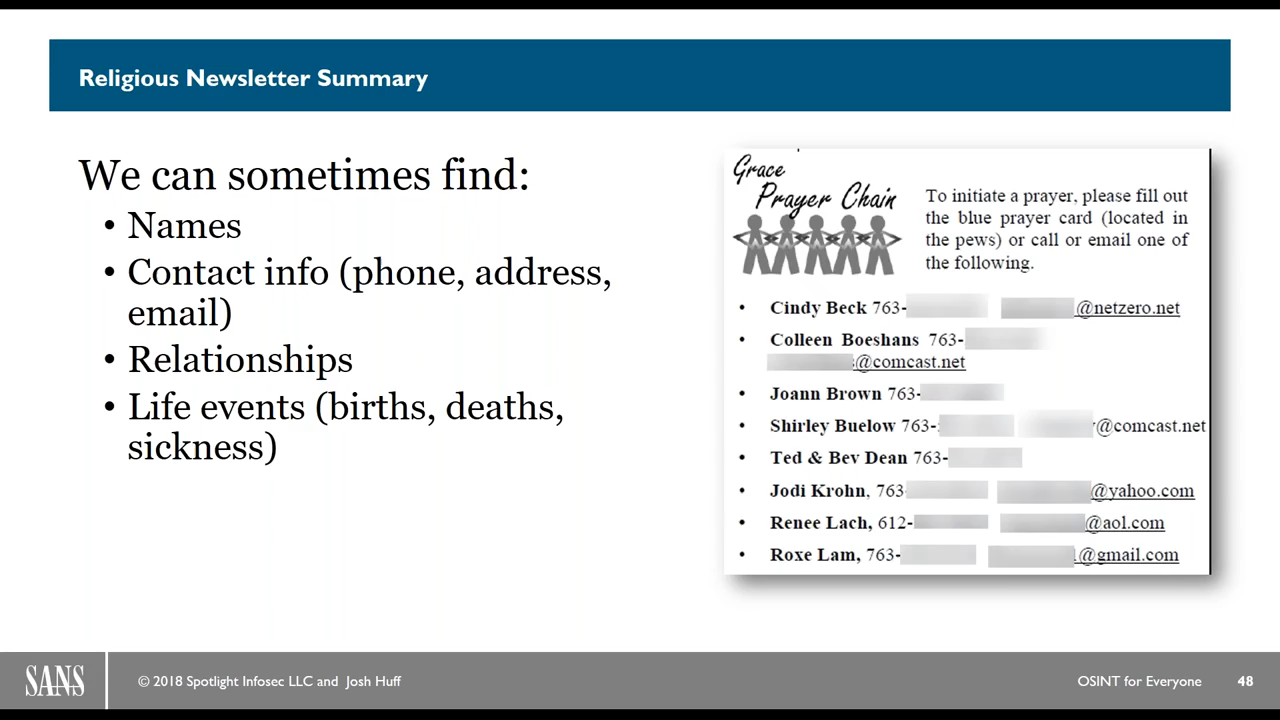 Religious Newsletter Summary
We can sometimes find:
• Names
• Contact info (phone, address,
email)
• Relationships
• Life events (births, deaths,
sickness)
Grace
Prayer Chain
To initiate a prayer, please fill out
the blue prayer card (located in
the pews) or call or email one of
the following.
• Cindy Beck 763- @netzero.net
• Colleen Boeshans 763-
@comcast.net
• Joann Brown 763-
• Shirley Buelow 763- @comcast.net
• Ted & Bev Dean 763-
• Jodi Krohn, 763 @yahoo.com
• Renee Lach, 612- @aol.com
• Roxe Lam, 763- @gmail.com
SANS
© 2018 Spotlight Infosec LLC and Josh Huff
OSINT for Everyone
48